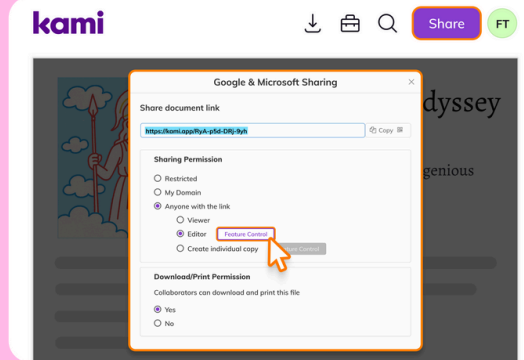 kami
Share
FT
Google & Microsoft Sharing
dyssey
Share document link
https://kami.app/RyA-p5d-DRj-9yh
Copy
genious
Sharing Permission
Restricted
My Domain
Anyone with the link
Viewer
Editor Feature Control
Create individual copy Feature Control
Download/Print Permission
Collaborators can download and print this file
Yes
No